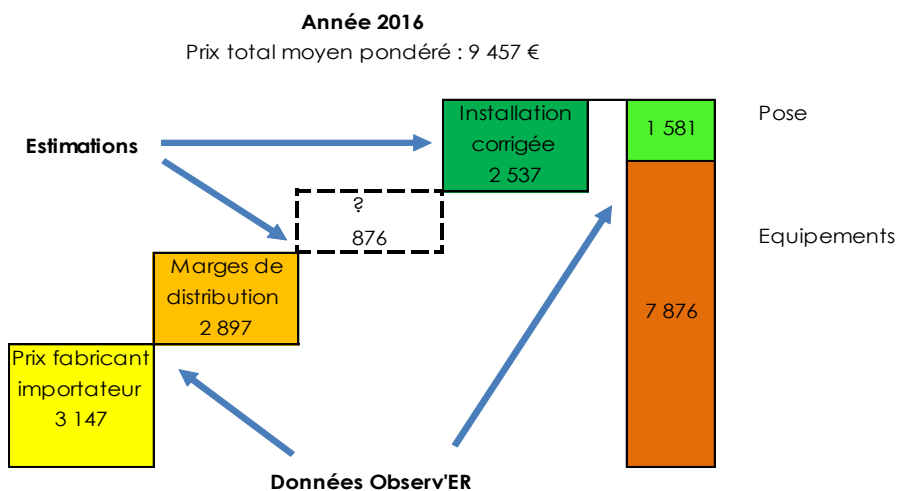 Année 2016
Prix total moyen pondéré : 9 457 €
Installation
corrigée
2 537
1 581
Pose
Estimations
?
876
Equipements
Marges de
distribution
2 897
7 876
Prix fabricant
importateur
3 147
Données Observ'ER